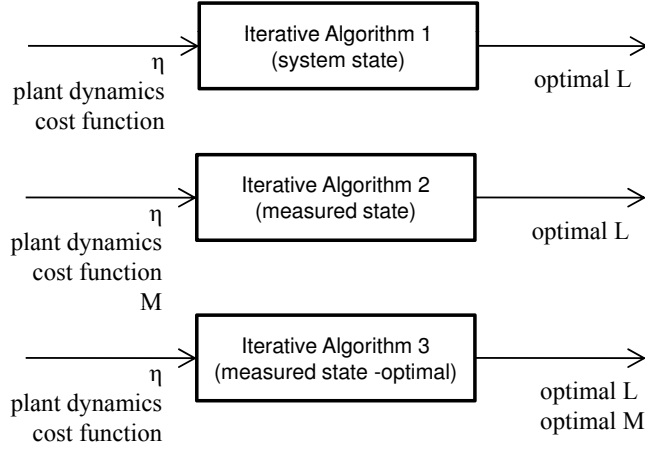 Iterative Algorithm 1
(system state)
η
plant dynamics
cost function
optimal L
Iterative Algorithm 2
(measured state)
η
plant dynamics
cost function
M
optimal L
Iterative Algorithm 3
(measured state -optimal)
η
plant dynamics
cost function
optimal L
optimal M